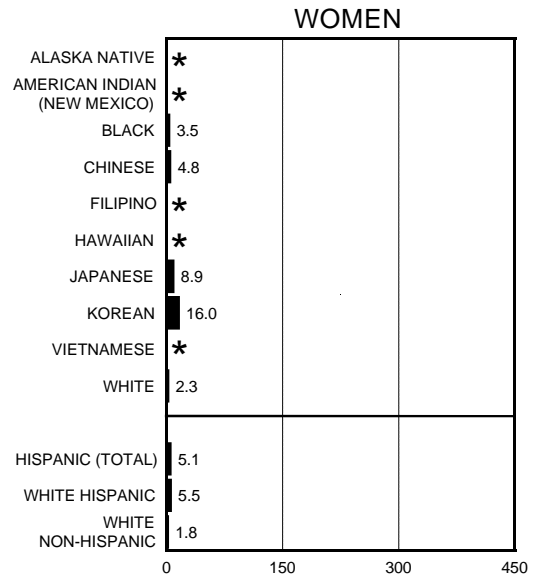 WOMEN
ALASKA NATIVE *
AMERICAN INDIAN
(NEW MEXICO) *
BLACK 3.5
CHINESE 4.8
FILIPINO *
HAWAIIAN *
JAPANESE 8.9
KOREAN 16.0
VIETNAMESE *
WHITE 2.3
HISPANIC (TOTAL) 5.1
WHITE HISPANIC 5.5
WHITE
NON-HISPANIC 1.8
0 150 300 450